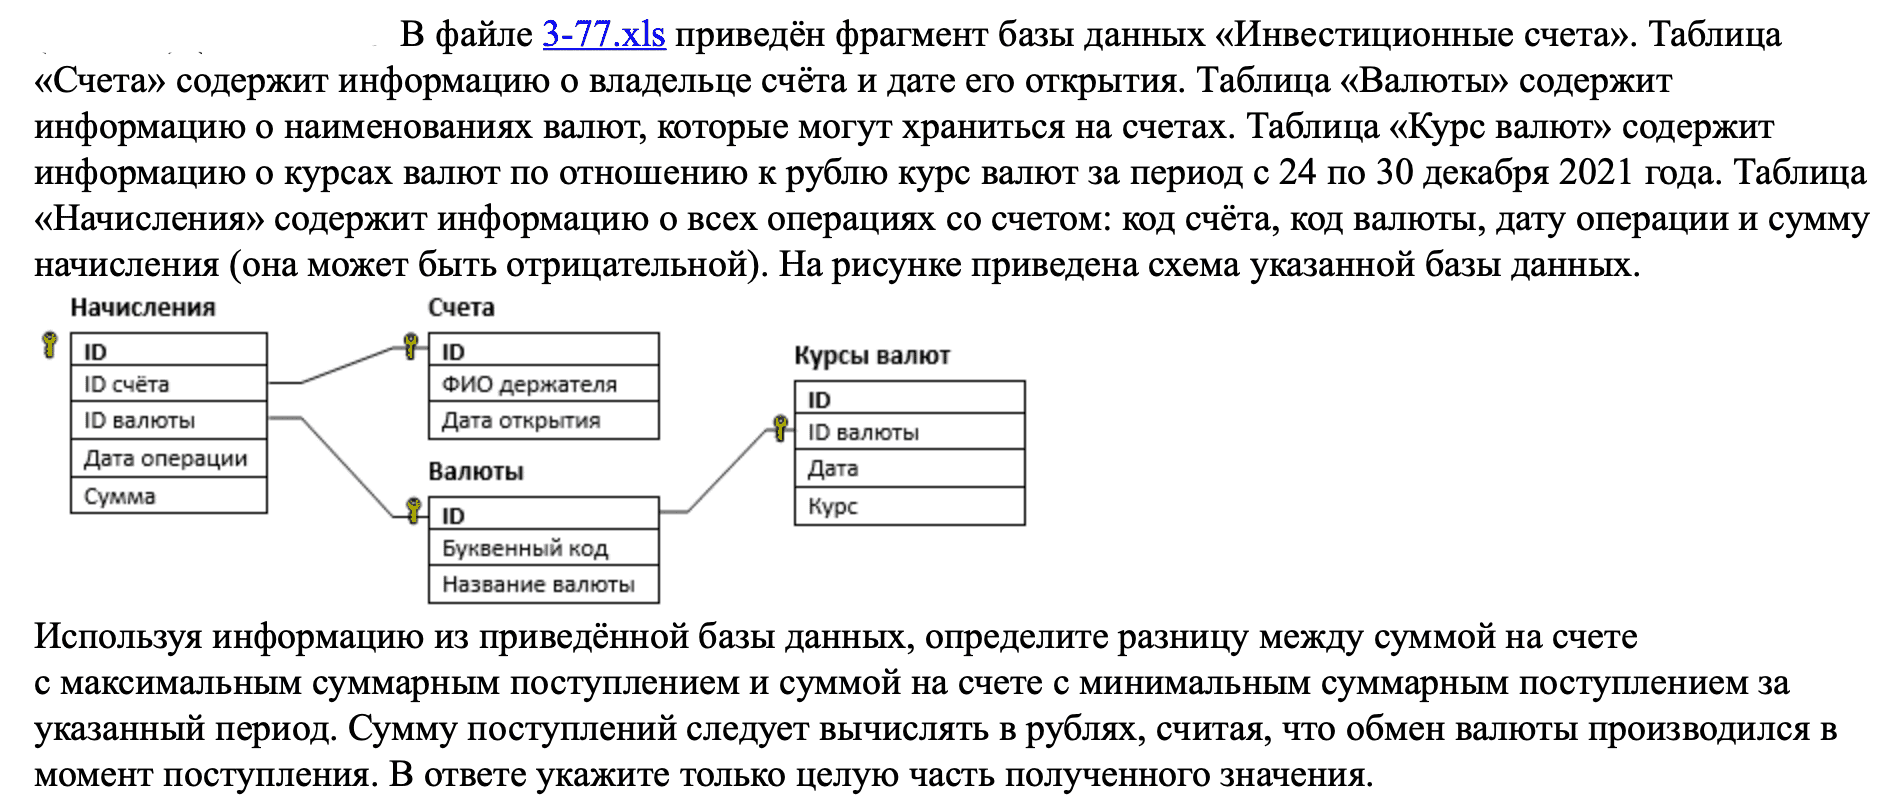 В файле 3-77.xls приведён фрагмент базы данных «Инвестиционные счета». Таблица
«Счета» содержит информацию о владельце счёта и дате его открытия. Таблица «Валюты» содержит
информацию о наименованиях валют, которые могут храниться на счетах. Таблица «Курс валют» содержит
информацию о курсах валют по отношению к рублю курс валют за период с 24 по 30 декабря 2021 года. Таблица
«Начисления» содержит информацию о всех операциях со счетом: код счёта, код валюты, дату операции и сумму
начисления (она может быть отрицательной). На рисунке приведена схема указанной базы данных.
Начисления
ID
ID счёта
ID валюты
Дата операции
Сумма
Счета
ID
ФИО держателя
Дата открытия
Валюты
ID
Буквенный код
Название валюты
Курсы валют
ID
ID валюты
Дата
Курс
Используя информацию из приведённой базы данных, определите разницу между суммой на счете
с максимальным суммарным поступлением и суммой на счете с минимальным суммарным поступлением за
указанный период. Сумму поступлений следует вычислять в рублях, считая, что обмен валюты производился в
момент поступления. В ответе укажите только целую часть полученного значения.